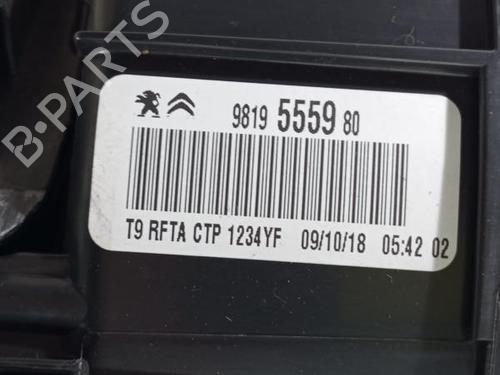 B-PARTS
9819 5559 80
T9 RFTA CTP 1234YF 09/10/18 05:42 02